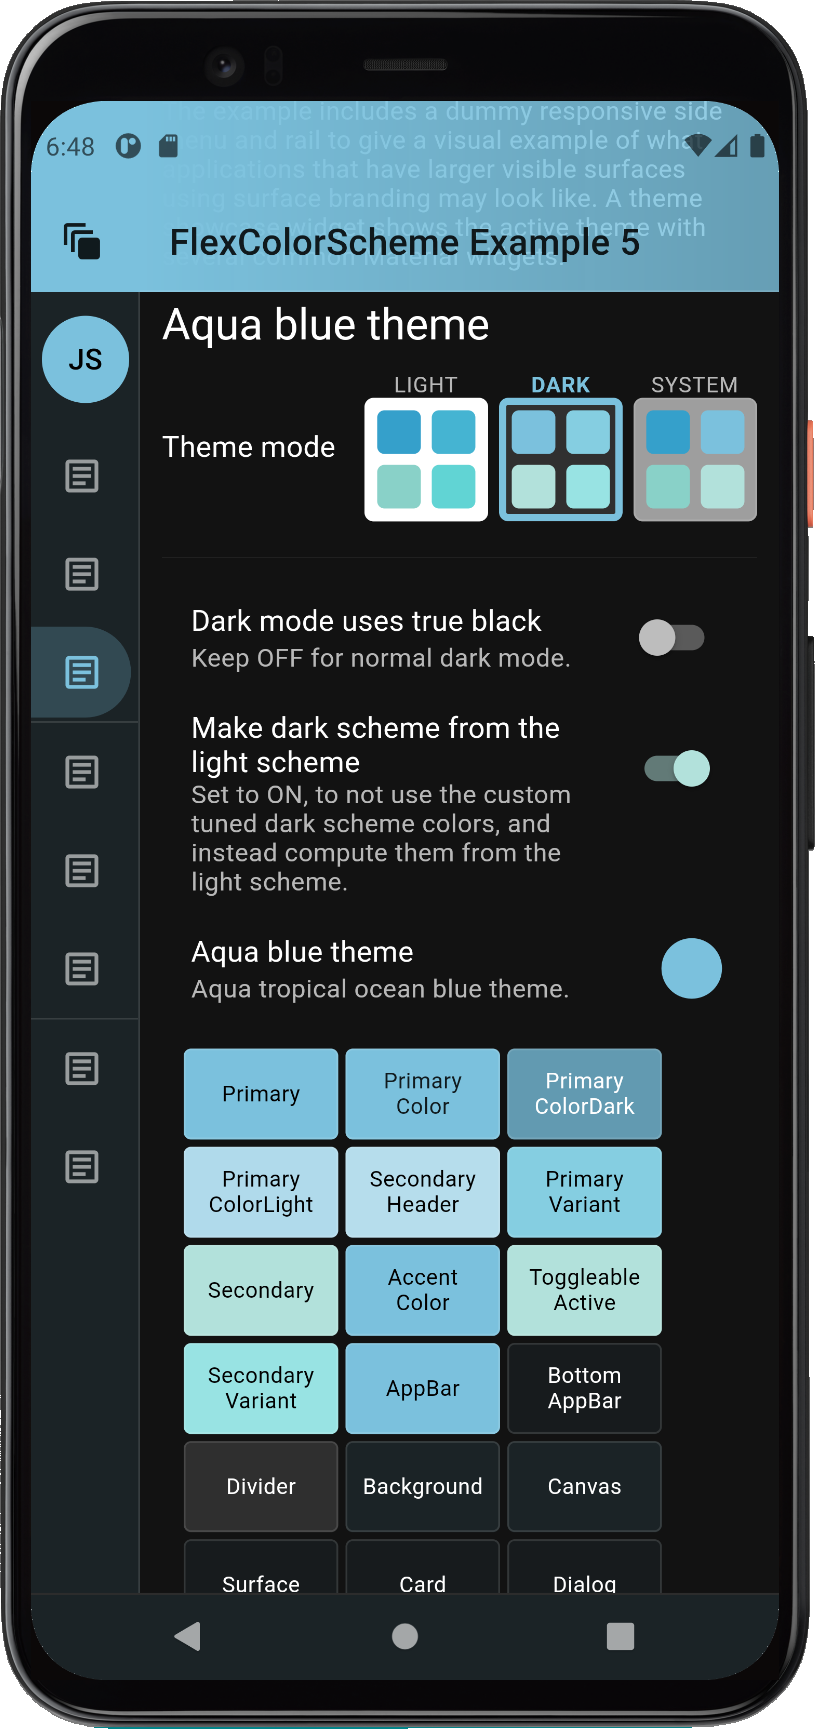 he example includes a dummy responsive side
6:48
enu and rail to give a visual example of what
applications that have larger visible surfaces
using surface branding may look like. A theme
showcase widget shows the active theme with
FlexColorScheme Example 5
several common Material widgets.
JS
Aqua blue theme
LIGHT
DARK
SYSTEM
Theme mode
Dark mode uses true black
Keep OFF for normal dark mode.
Make dark scheme from the
light scheme
Set to ON, to not use the custom
tuned dark scheme colors, and
instead compute them from the
light scheme.
Aqua blue theme
Aqua tropical ocean blue theme.
Primary
Primary
Color
Primary
ColorDark
Primary
ColorLight
Secondary
Header
Primary
Variant
Secondary
Accent
Color
Toggleable
Active
Secondary
Variant
AppBar
Bottom
AppBar
Divider
Background
Canvas
Surface
Card
Dialog